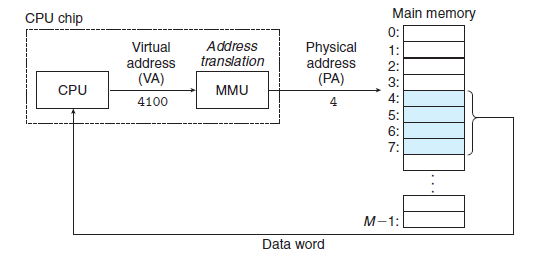 CPU chip
Main memory
Virtual
address
(VA)
4100
Address
translation
Physical
address
(PA)
4
CPU
MMU
0:
1:
2:
3:
4:
5:
6:
7:
M−1:
Data word